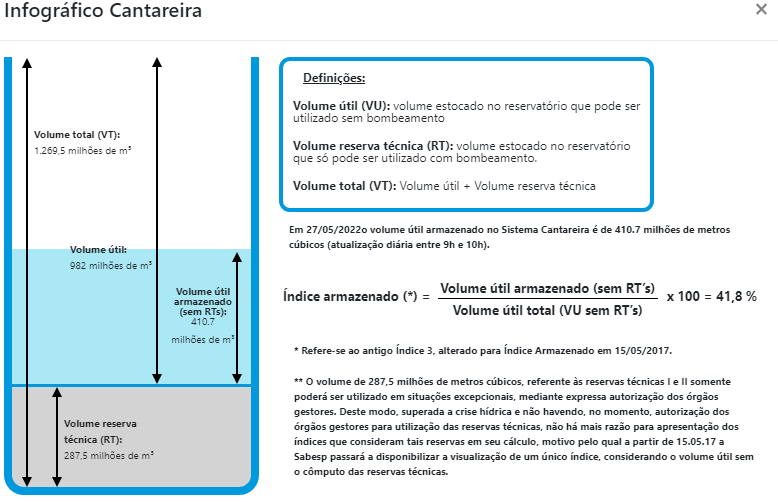 Infográfico Cantareira
×
Volume total (VT):
1.269,5 milhões de m³
Volume útil:
982 milhões de m³
Volume útil
armazenado
(sem RTs):
410.7
milhões de m³
Volume reserva
técnica (RT):
287,5 milhões de m³
Definições:
Volume útil (VU): volume estocado no reservatório que pode ser
utilizado sem bombeamento
Volume reserva técnica (RT): volume estocado no reservatório
que só pode ser utilizado com bombeamento.
Volume total (VT): Volume útil + Volume reserva técnica
Em 27/05/2022o volume útil armazenado no Sistema Cantareira é de 410.7 milhões de metros
cúbicos (atualização diária entre 9h e 10h).
Índice armazenado (*) = Volume útil armazenado (sem RT's) x 100 = 41,8 %
Volume útil total (VU sem RT's)
* Refere-se ao antigo Índice 3, alterado para Índice Armazenado em 15/05/2017.
** O volume de 287,5 milhões de metros cúbicos, referente às reservas técnicas I e II somente
poderá ser utilizado em situações excepcionais, mediante expressa autorização dos órgãos
gestores. Deste modo, superada a crise hídrica e não havendo, no momento, autorização dos
órgãos gestores para utilização das reservas técnicas, não há mais razão para apresentação dos
índices que consideram tais reservas em seu cálculo, motivo pelo qual a partir de 15.05.17 a
Sabesp passará a disponibilizar a visualização de um único índice, considerando o volume útil sem
o cômputo das reservas técnicas.